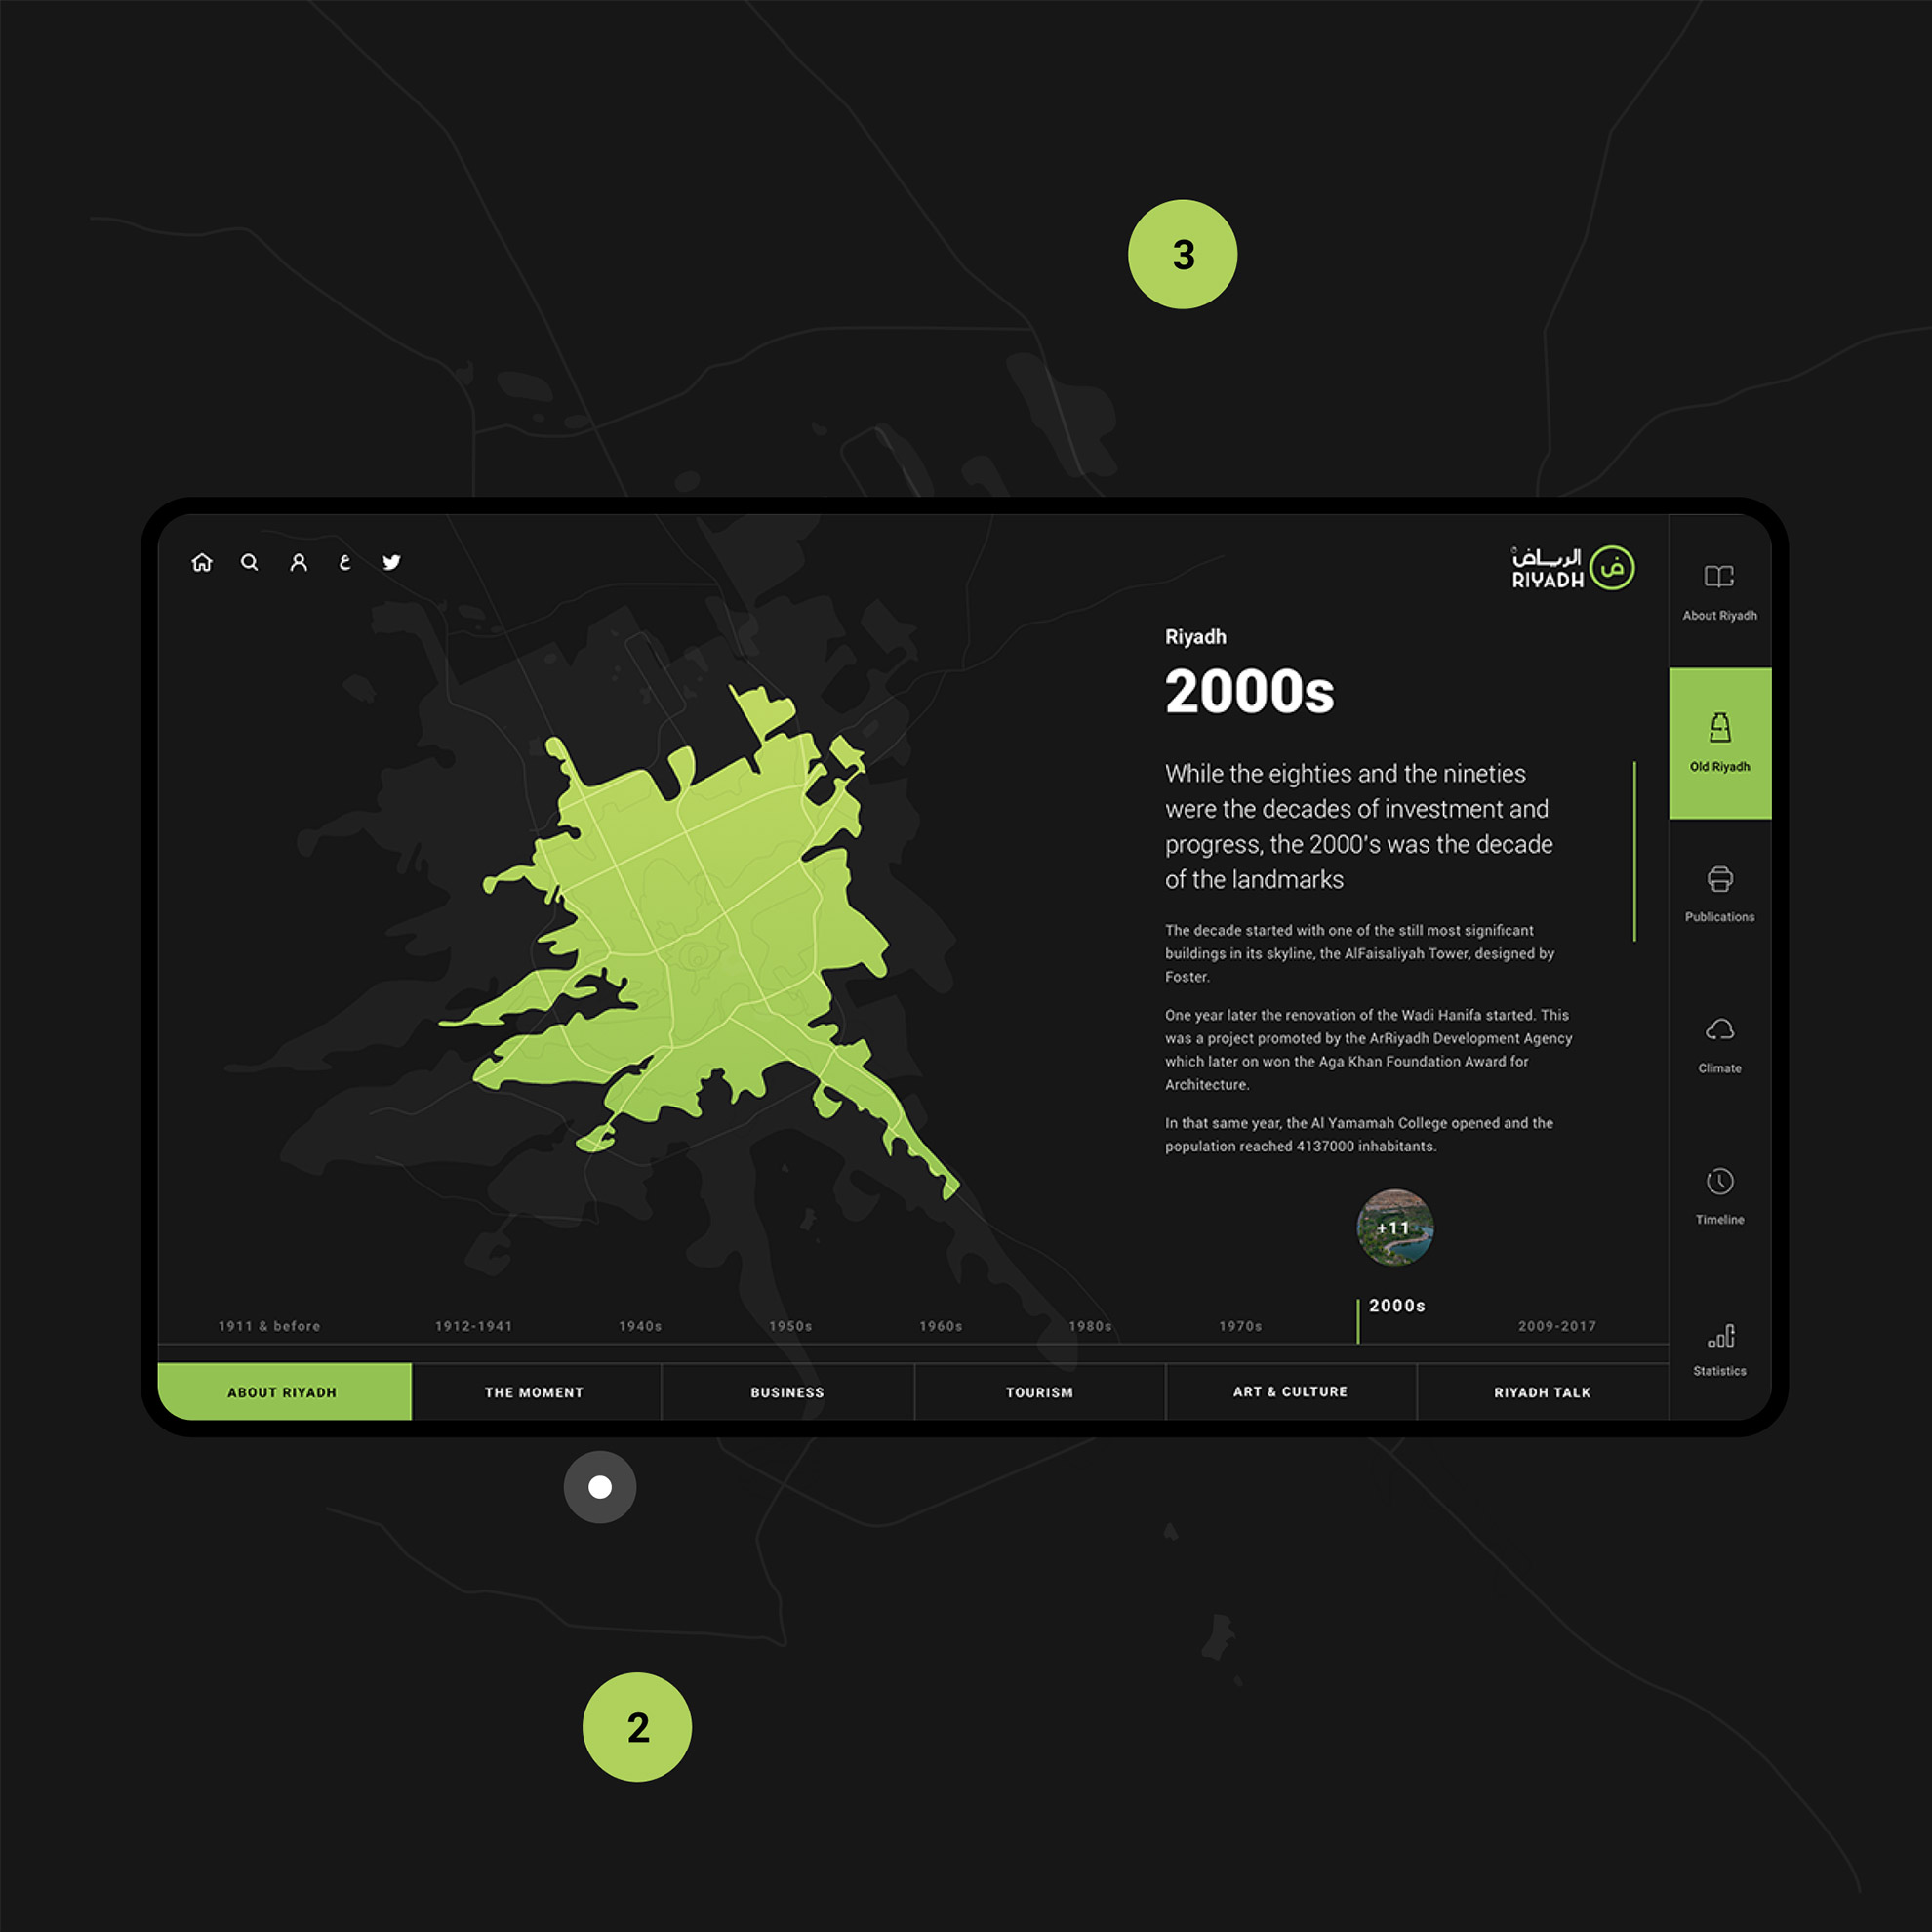 3
ع
الرياض
RIYADH
ض
About Riyadh
Riyadh
2000s
Old Riyadh
While the eighties and the nineties
were the decades of investment and
progress, the 2000's was the decade
of the landmarks
Publications
The decade started with one of the still most significant
buildings in its skyline, the AlFaisaliyah Tower, designed by
Foster.
One year later the renovation of the Wadi Hanifa started. This
was a project promoted by the ArRiyadh Development Agency
which later on won the Aga Khan Foundation Award for
Architecture.
Climate
In that same year, the Al Yamamah College opened and the
population reached 4137000 inhabitants.
Timeline
+11
1911 & before
1912-1941
1940s
1950s
1960s
1980s
1970s
2000s
2009-2017
Statistics
ABOUT RIYADH
THE MOMENT
BUSINESS
TOURISM
ART & CULTURE
RIYADH TALK
2